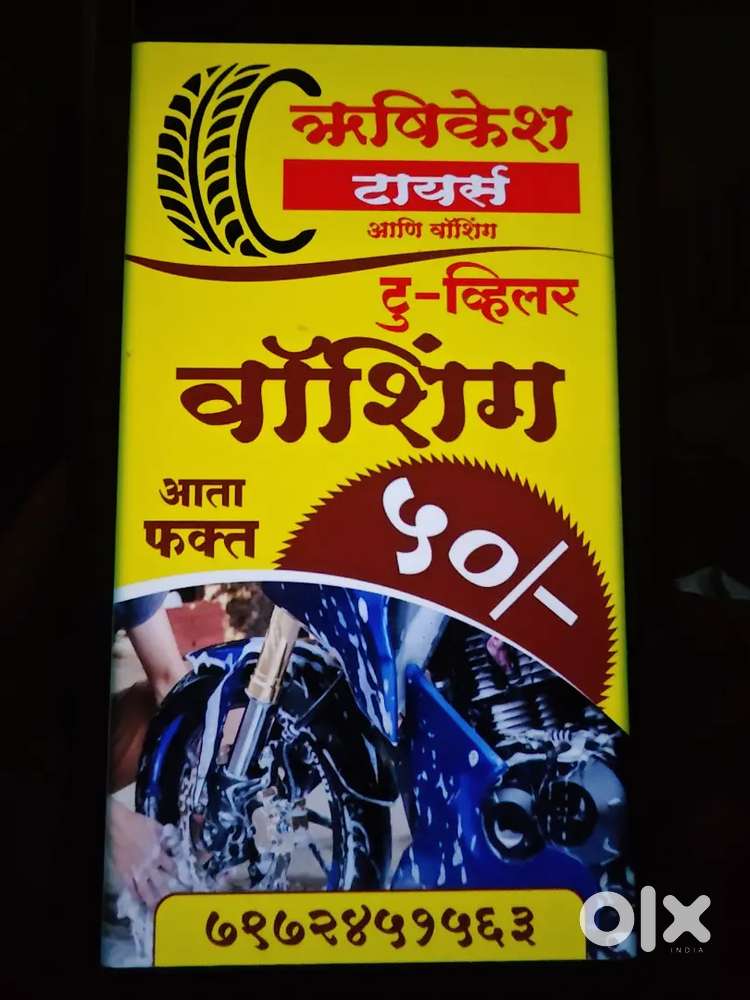 ऋषिकेश
टायर्स
आणि वॉशिंग
टु-व्हिलर
वॉशिंग
आता
फक्त
५०/-
७९७२४५१५६३
olx
INDIA